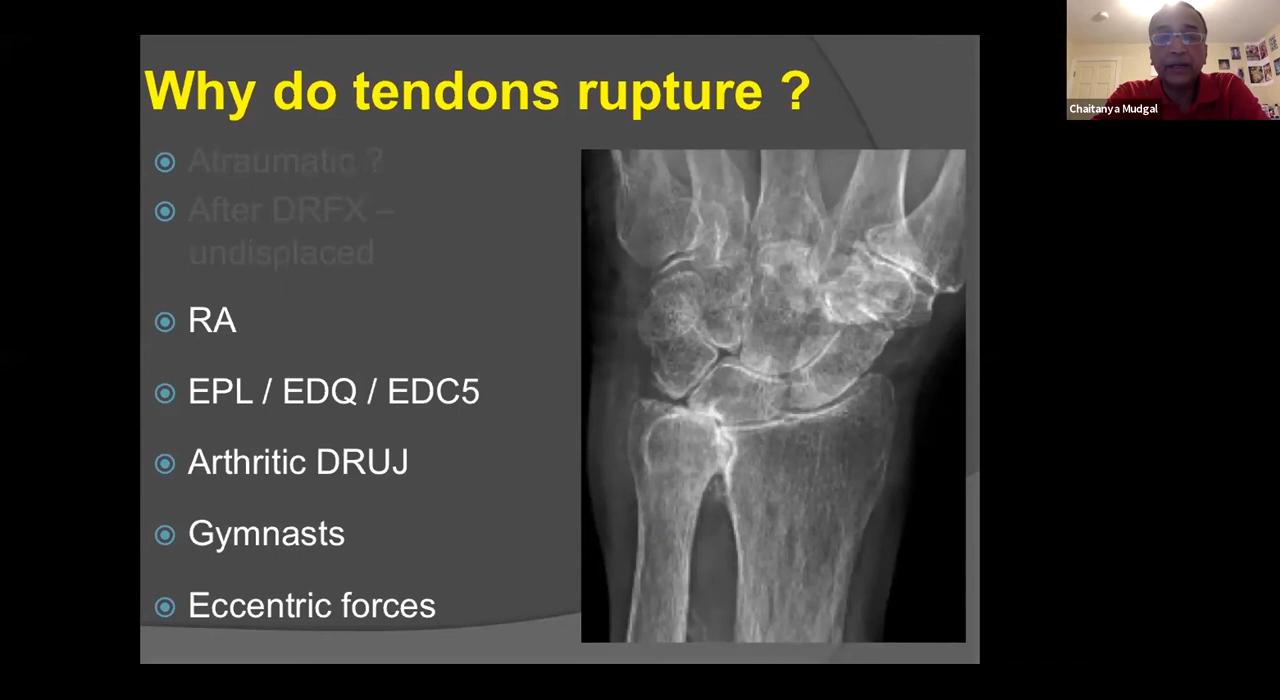 Why do tendons rupture ?
Atraumatic ?
After DRFX –
undisplaced
RA
EPL / EDQ / EDC5
Arthritic DRUJ
Gymnasts
Eccentric forces
Chaitanya Mudgal